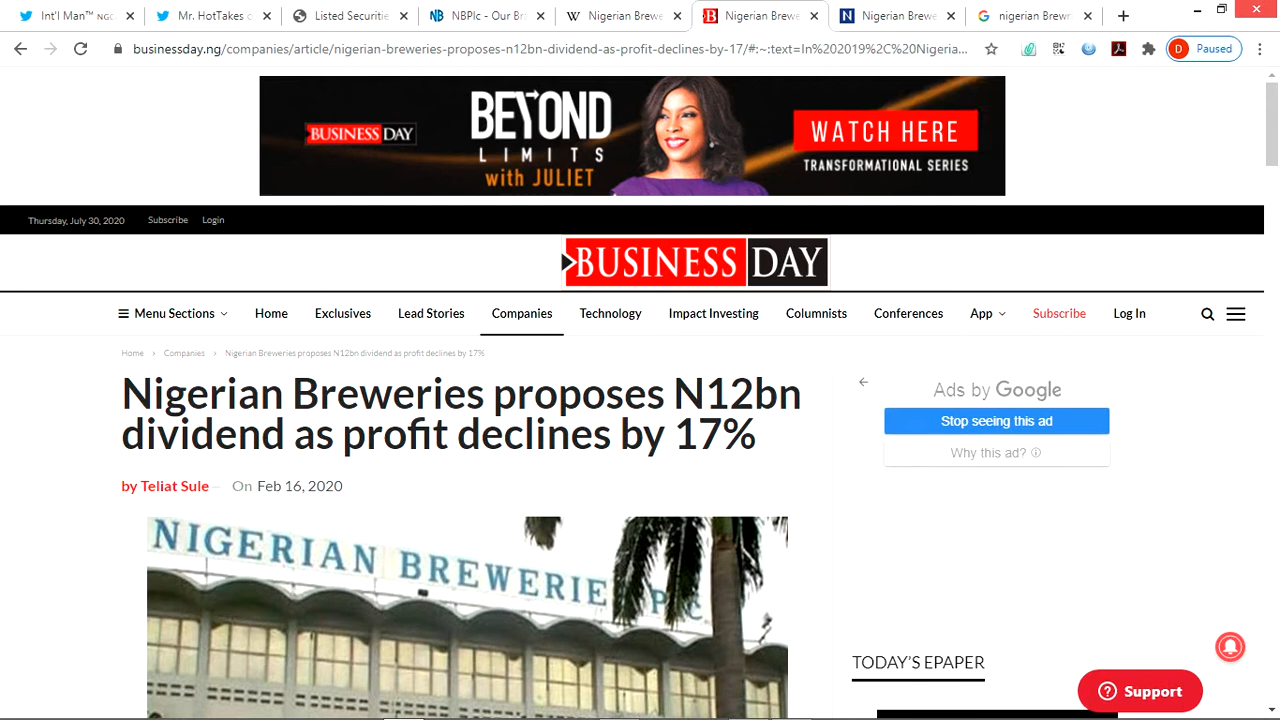 Int'l Man™ NGC
Mr. HotTakes.c
Listed Securitie
NBPlc - Our Bra
Nigerian Brewe
Nigerian Brewe
Nigerian Brewe
nigerian Brewr
businessday.ng/companies/article/nigerian-breweries-proposes-n12bn-dividend-as-profit-declines-by-17/#:~:text=In%202019%2C%20Nigeria...
D Paused
BUSINESS DAY
BEYOND
LIMITS
with JULIET
WATCH HERE
TRANSFORMATIONAL SERIES
Thursday, July 30, 2020 Subscribe Login
BUSINESS DAY
Menu Sections Home Exclusives Lead Stories Companies Technology Impact Investing Columnists Conferences App Subscribe Log In
Home › Companies › Nigerian Breweries proposes N12bn dividend as profit declines by 17%
Nigerian Breweries proposes N12bn
dividend as profit declines by 17%
by Teliat Sule — On Feb 16, 2020
Ads by Google
Stop seeing this ad
Why this ad?
NIGERIAN BREWERIE PLC
TODAY'S EPAPER
Support